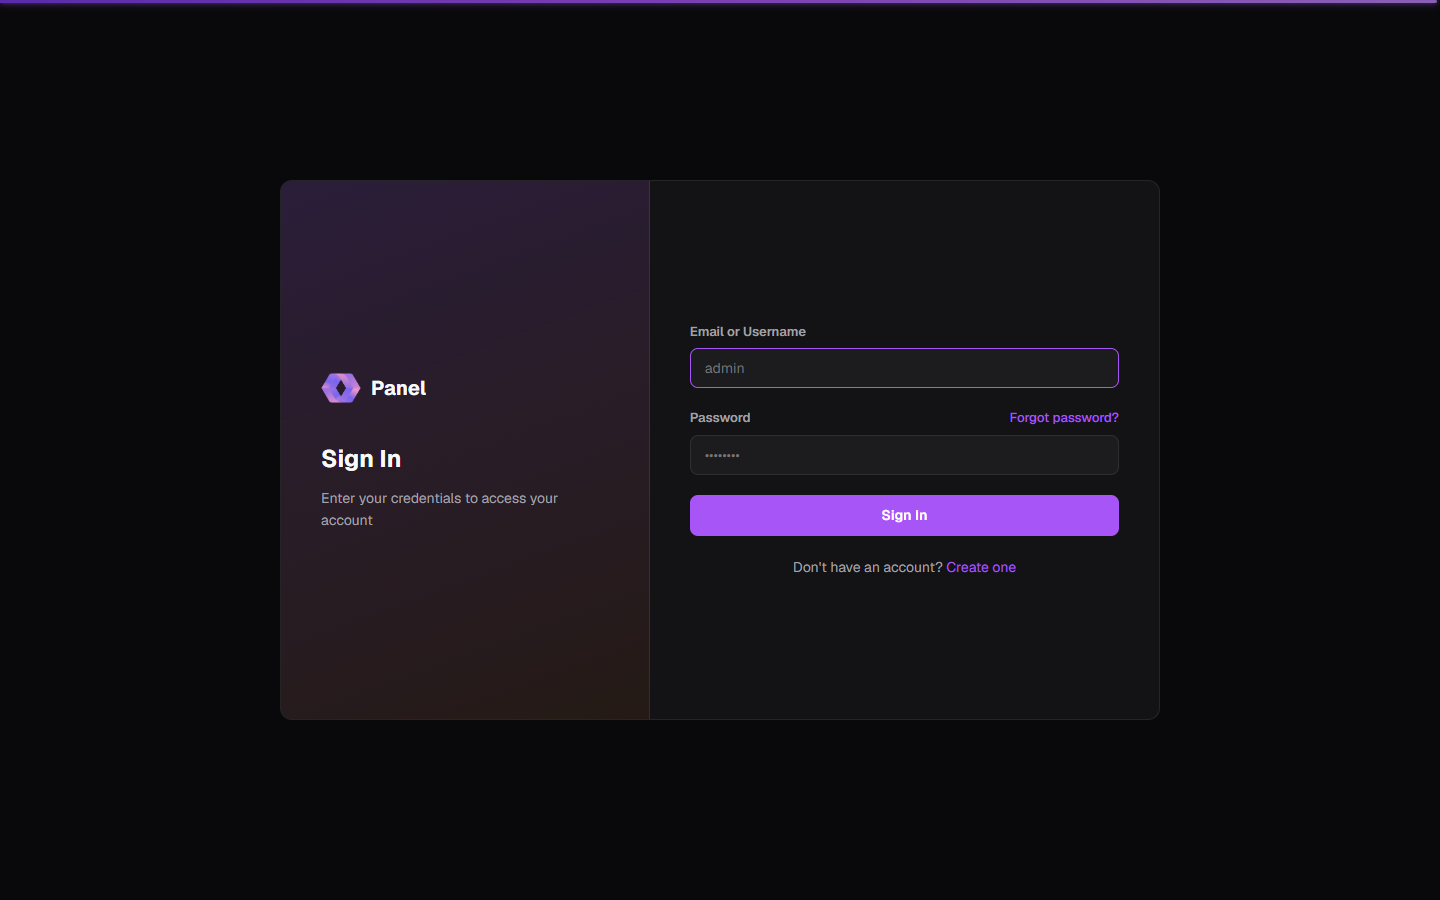 Panel
Sign In
Enter your credentials to access your
account
Email or Username
admin
Password
Forgot password?
••••••••
Sign In
Don't have an account? Create one